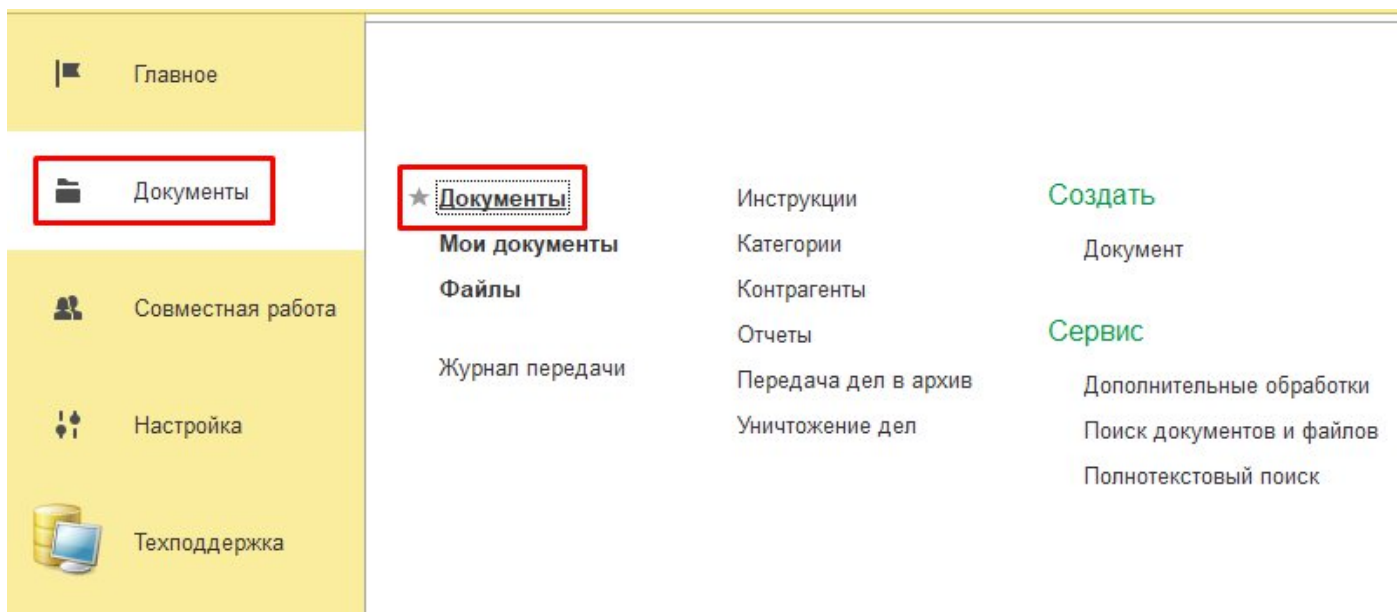 Главное
Документы
Совместная работа
Настройка
Техподдержка
Документы
Мои документы
Файлы
Журнал передачи
Инструкции
Категории
Контрагенты
Отчеты
Передача дел в архив
Уничтожение дел
Создать
Документ
Сервис
Дополнительные обработки
Поиск документов и файлов
Полнотекстовый поиск